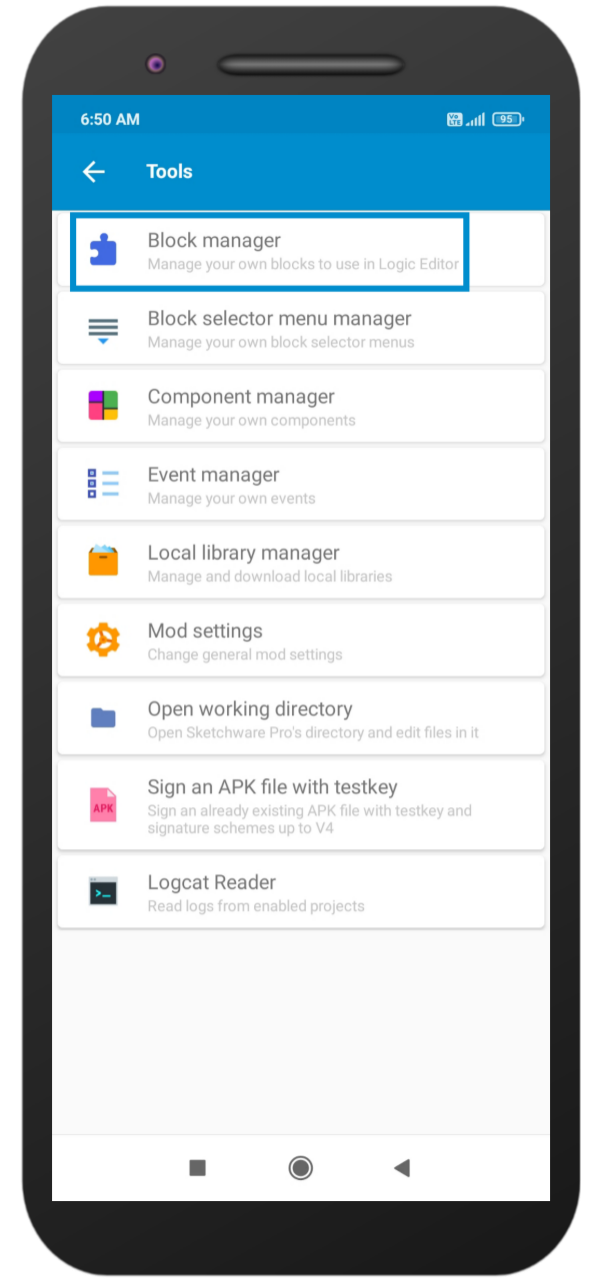 6:50 AM
Vo
LTE
95
Tools
Block manager
Manage your own blocks to use in Logic Editor
Block selector menu manager
Manage your own block selector menus
Component manager
Manage your own components
Event manager
Manage your own events
Local library manager
Manage and download local libraries
Mod settings
Change general mod settings
Open working directory
Open Sketchware Pro's directory and edit files in it
APK
Sign an APK file with testkey
Sign an already existing APK file with testkey and
signature schemes up to V4
>_
Logcat Reader
Read logs from enabled projects